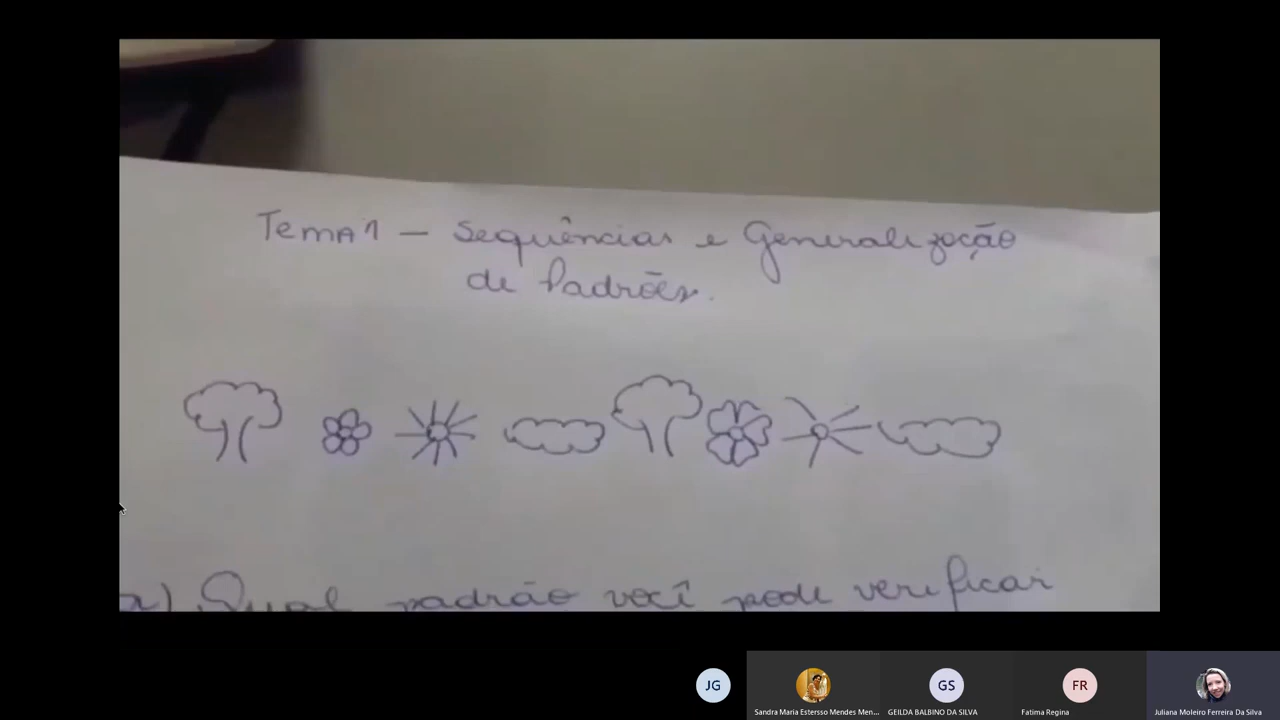 Tema 1 — Sequências e Generalização
de Padrões.
a) Qual padrão você pode verificar
JG
GS
FR
Sandra Maria Estersso Mendes Men...
GEILDA BALBINO DA SILVA
Fatima Regina
Juliana Moleiro Ferreira Da Silva